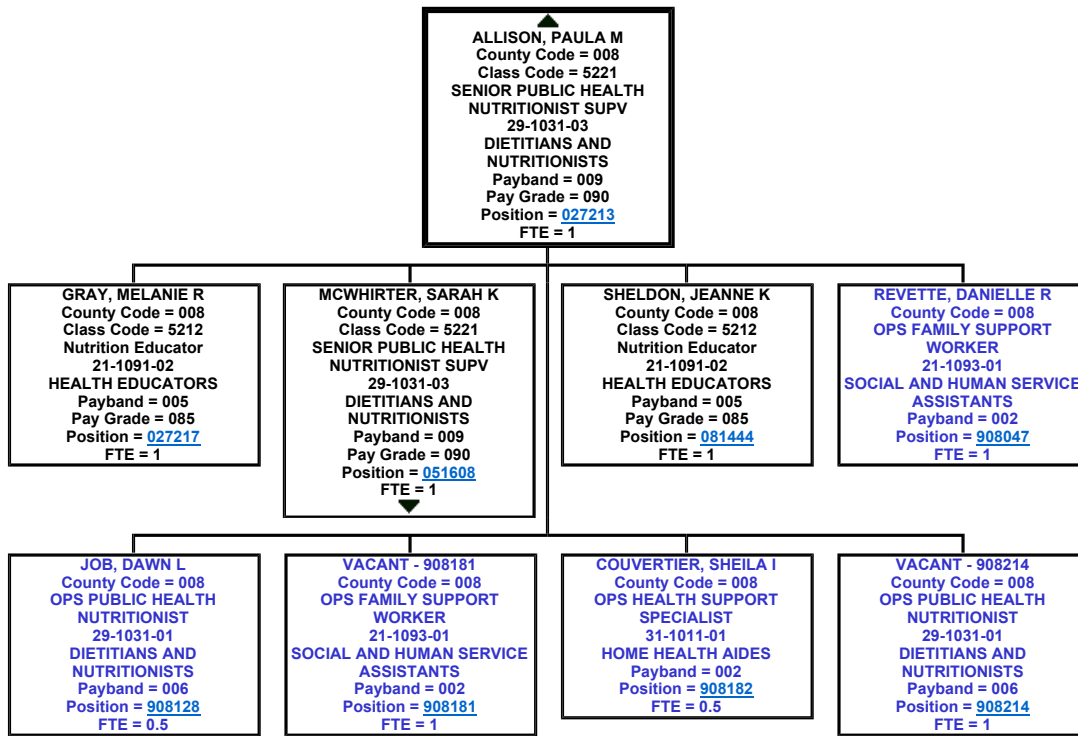 ALLISON, PAULA M
County Code = 008
Class Code = 5221
SENIOR PUBLIC HEALTH
NUTRITIONIST SUPV
29-1031-03
DIETITIANS AND
NUTRITIONISTS
Payband = 009
Pay Grade = 090
Position = 027213
FTE = 1
GRAY, MELANIE R
County Code = 008
Class Code = 5212
Nutrition Educator
21-1091-02
HEALTH EDUCATORS
Payband = 005
Pay Grade = 085
Position = 027217
FTE = 1
MCWHIRTER, SARAH K
County Code = 008
Class Code = 5221
SENIOR PUBLIC HEALTH
NUTRITIONIST SUPV
29-1031-03
DIETITIANS AND
NUTRITIONISTS
Payband = 009
Pay Grade = 090
Position = 051608
FTE = 1
SHELDON, JEANNE K
County Code = 008
Class Code = 5212
Nutrition Educator
21-1091-02
HEALTH EDUCATORS
Payband = 005
Pay Grade = 085
Position = 081444
FTE = 1
REVETTE, DANIELLE R
County Code = 008
OPS FAMILY SUPPORT
WORKER
21-1093-01
SOCIAL AND HUMAN SERVICE
ASSISTANTS
Payband = 002
Position = 908047
FTE = 1
JOB, DAWN L
County Code = 008
OPS PUBLIC HEALTH
NUTRITIONIST
29-1031-01
DIETITIANS AND
NUTRITIONISTS
Payband = 006
Position = 908128
FTE = 0.5
VACANT - 908181
County Code = 008
OPS FAMILY SUPPORT
WORKER
21-1093-01
SOCIAL AND HUMAN SERVICE
ASSISTANTS
Payband = 002
Position = 908181
FTE = 1
COUVERTIER, SHEILA I
County Code = 008
OPS HEALTH SUPPORT
SPECIALIST
31-1011-01
HOME HEALTH AIDES
Payband = 002
Position = 908182
FTE = 0.5
VACANT - 908214
County Code = 008
OPS PUBLIC HEALTH
NUTRITIONIST
29-1031-01
DIETITIANS AND
NUTRITIONISTS
Payband = 006
Position = 908214
FTE = 1